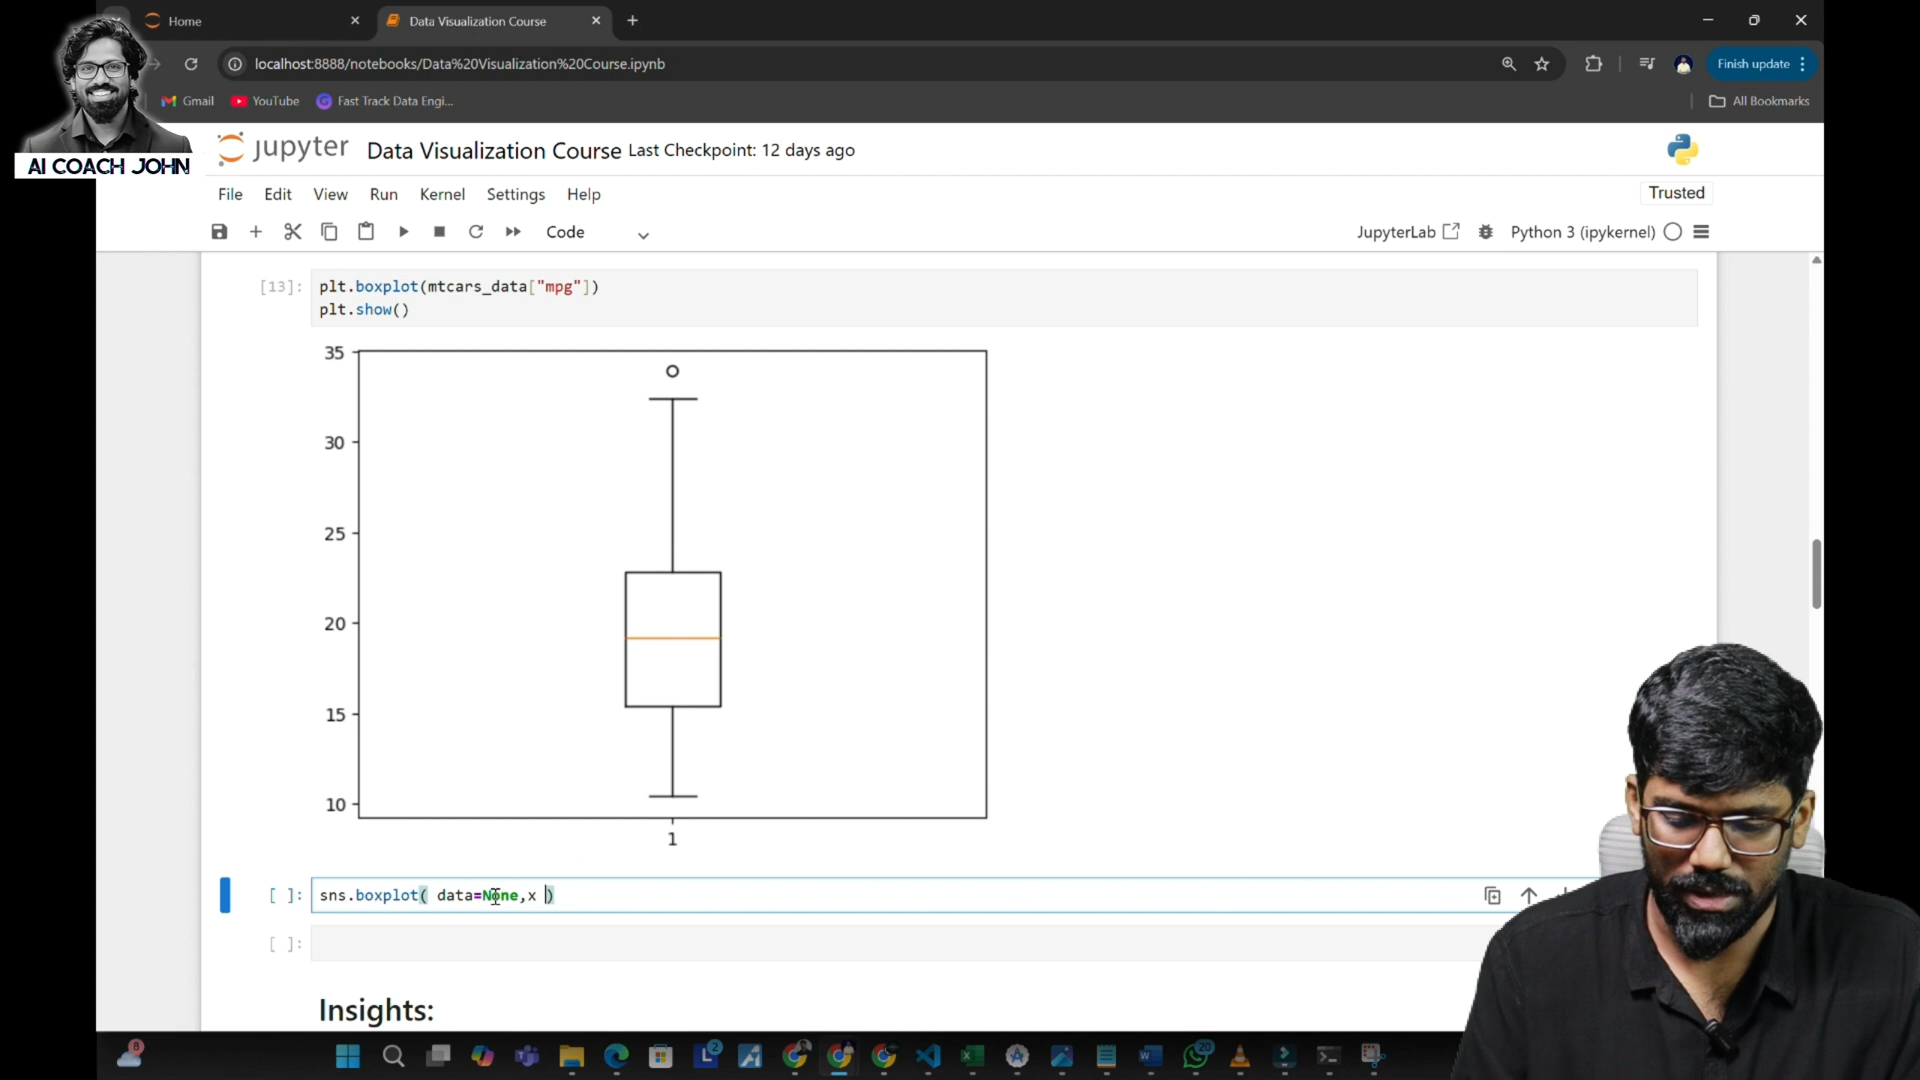 Home
Data Visualization Course
localhost:8888/notebooks/Data%20Visualization%20Course.ipynb
Finish update
Gmail
YouTube
Fast Track Data Engi...
All Bookmarks
AI COACH JOHN
jupyter
Data Visualization Course Last Checkpoint: 12 days ago
File Edit View Run Kernel Settings Help
Trusted
Code
JupyterLab
Python 3 (ipykernel)
[13]:
plt.boxplot(mtcars_data["mpg"])
plt.show()
35
30
25
20
15
10
1
[ ]:
sns.boxplot( data=None,x )
[ ]:
Insights:
8
2
20